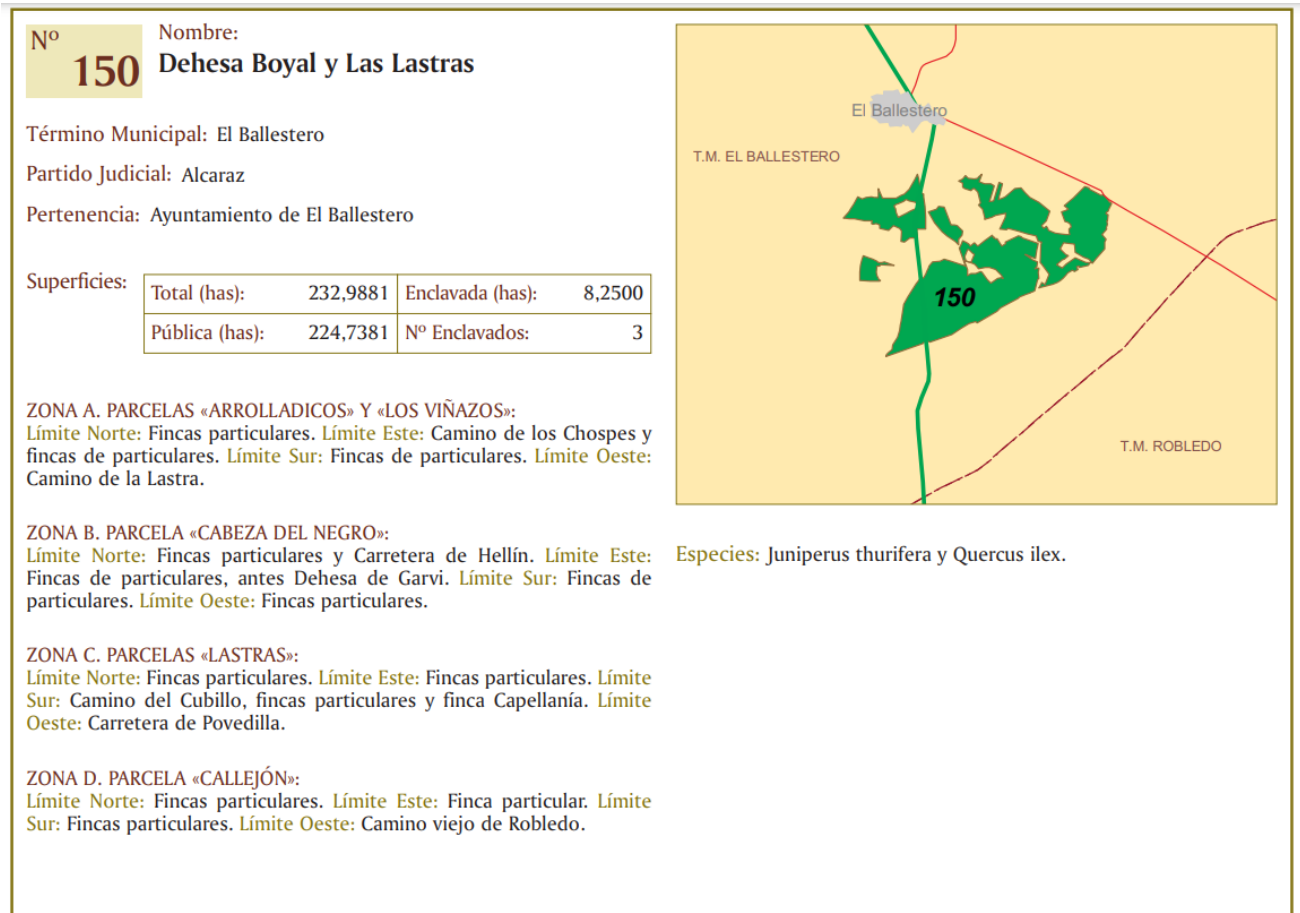 Nº
150
Nombre:
Dehesa Boyal y Las Lastras
Término Municipal: El Ballestero
Partido Judicial: Alcaraz
Pertenencia: Ayuntamiento de El Ballestero
Superficies:
Total (has): 232,9881 Enclavada (has): 8,2500
Pública (has): 224,7381 Nº Enclavados: 3
ZONA A. PARCELAS «ARROLLADICOS» Y «LOS VIÑAZOS»:
Límite Norte: Fincas particulares. Límite Este: Camino de los Chospes y
fincas de particulares. Límite Sur: Fincas de particulares. Límite Oeste:
Camino de la Lastra.
ZONA B. PARCELA «CABEZA DEL NEGRO»:
Límite Norte: Fincas particulares y Carretera de Hellín. Límite Este:
Fincas de particulares, antes Dehesa de Garvi. Límite Sur: Fincas de
particulares. Límite Oeste: Fincas particulares.
ZONA C. PARCELAS «LASTRAS»:
Límite Norte: Fincas particulares. Límite Este: Fincas particulares. Límite
Sur: Camino del Cubillo, fincas particulares y finca Capellanía. Límite
Oeste: Carretera de Povedilla.
ZONA D. PARCELA «CALLEJÓN»:
Límite Norte: Fincas particulares. Límite Este: Finca particular. Límite
Sur: Fincas particulares. Límite Oeste: Camino viejo de Robledo.
El Ballestero
T.M. EL BALLESTERO
150
T.M. ROBLEDO
Especies: Juniperus thurifera y Quercus ilex.